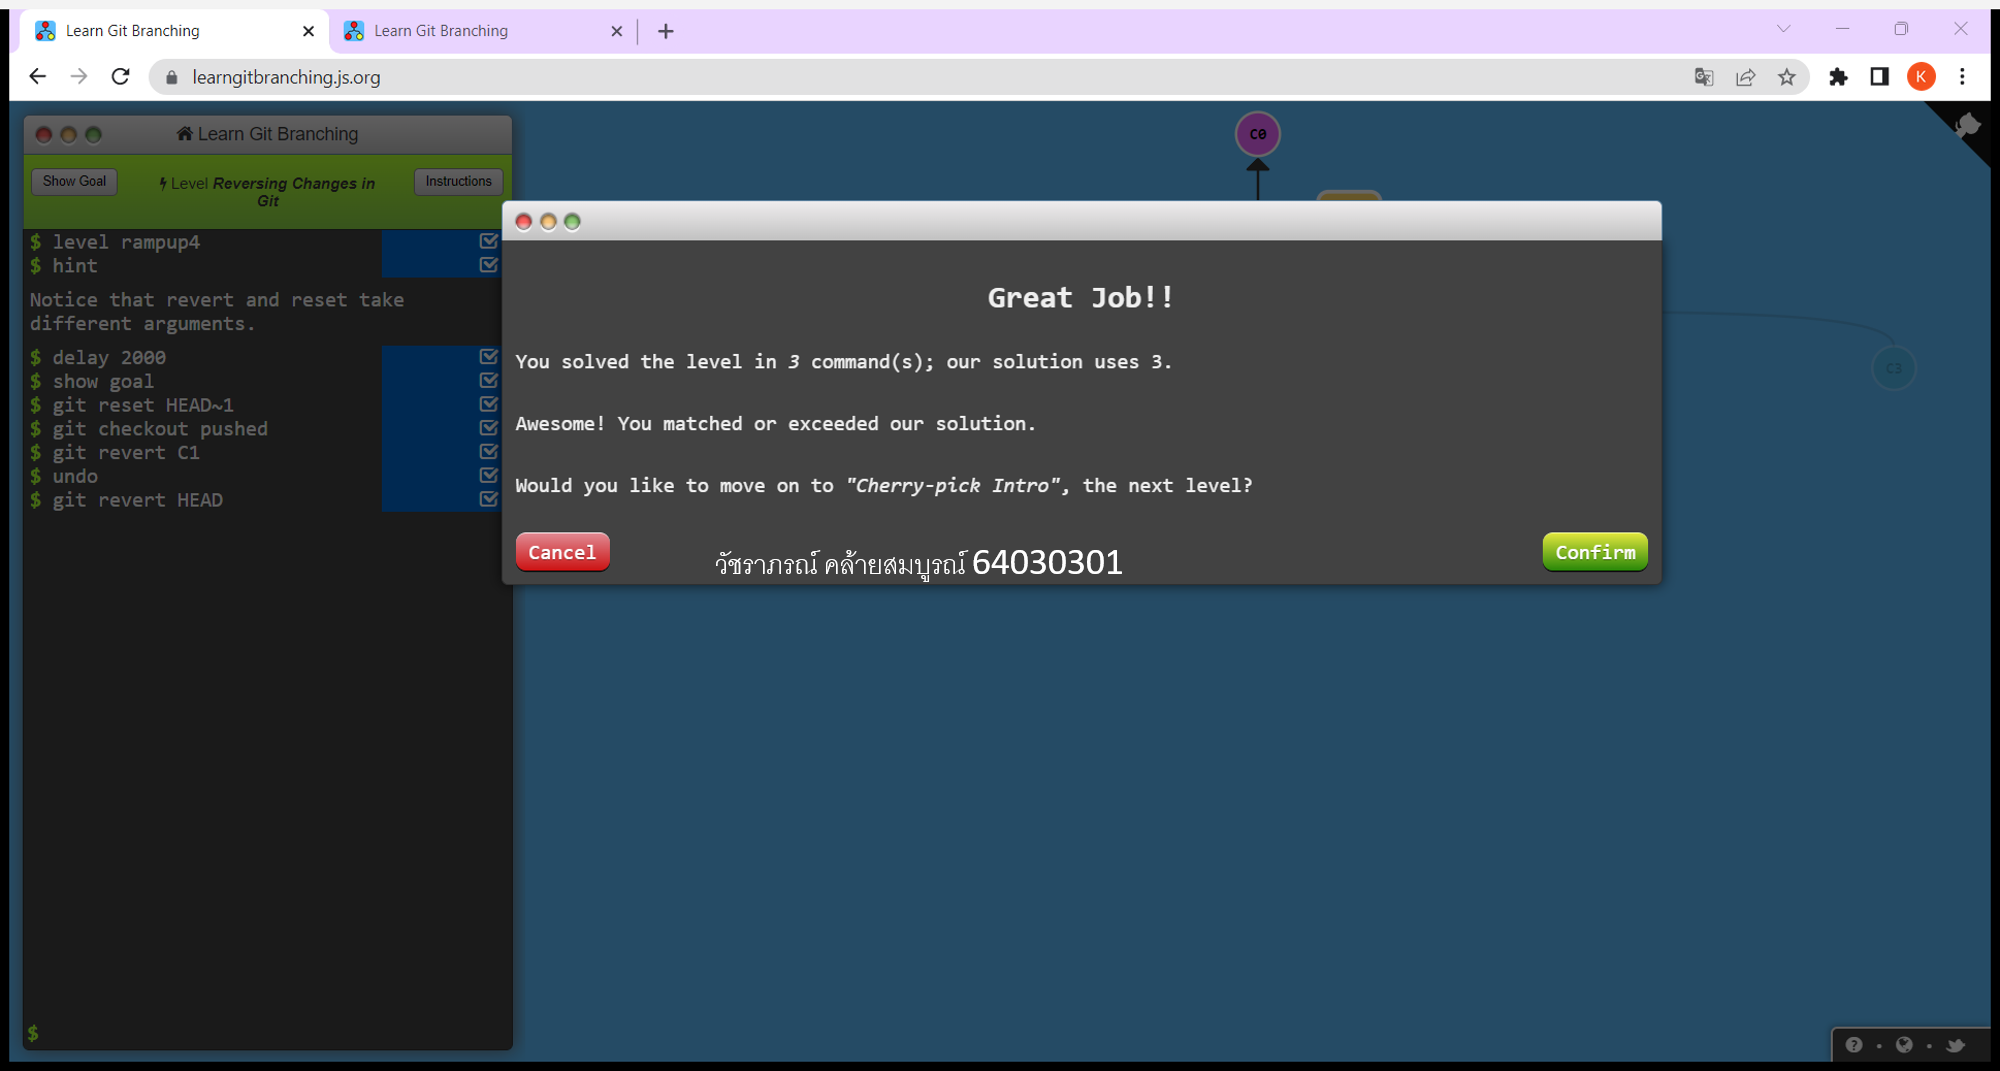 Learn Git Branching
Learn Git Branching
learngitbranching.js.org
K
Learn Git Branching
Show Goal
Level Reversing Changes in
Git
Instructions
$ level rampup4
$ hint
Notice that revert and reset take
different arguments.
$ delay 2000
$ show goal
$ git reset HEAD~1
$ git checkout pushed
$ git revert C1
$ undo
$ git revert HEAD
$
C0
C3
Great Job!!
You solved the level in 3 command(s); our solution uses 3.
Awesome! You matched or exceeded our solution.
Would you like to move on to "Cherry-pick Intro", the next level?
Cancel
วัชราภรณ์ คล้ายสมบูรณ์ 64030301
Confirm